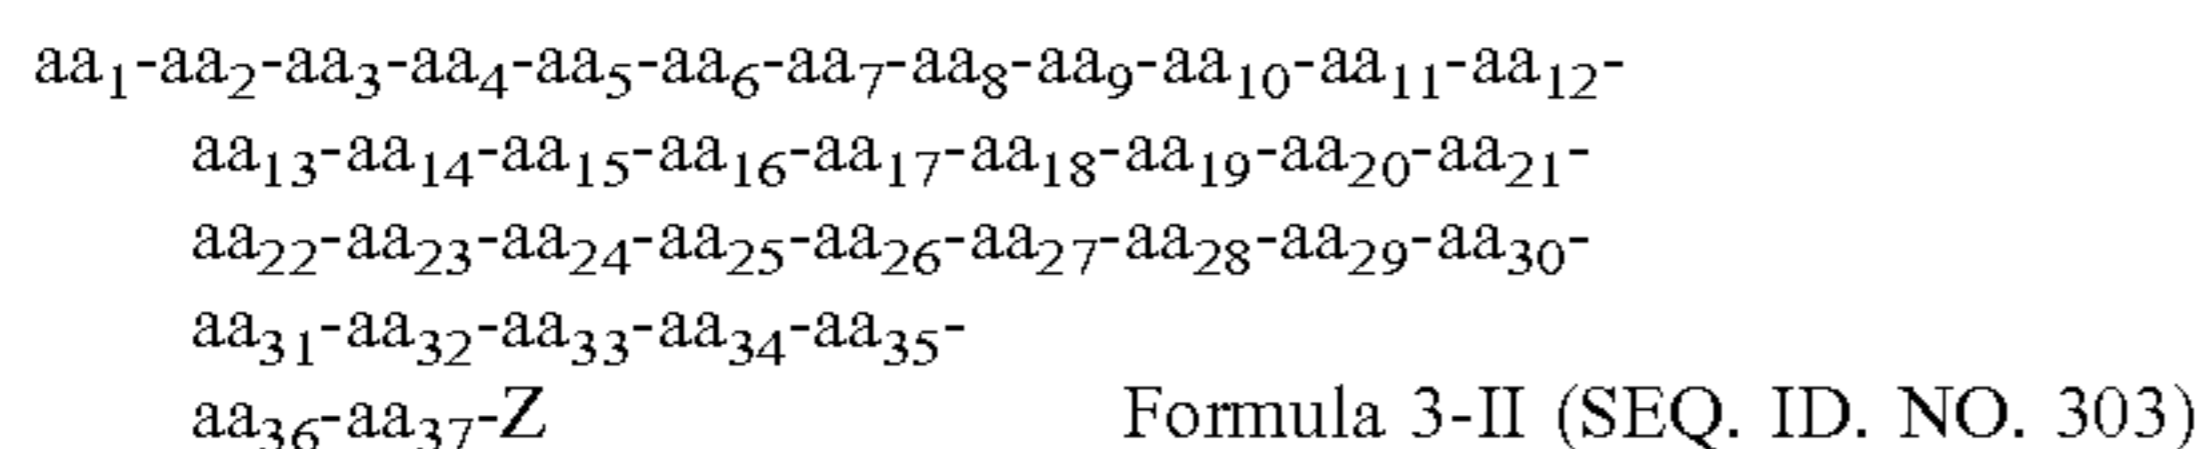 aa₁-aa₂-aa₃-aa₄-aa₅-aa₆-aa₇-aa₈-aa₉-aa₁₀-aa₁₁-aa₁₂-
aa₁₃-aa₁₄-aa₁₅-aa₁₆-aa₁₇-aa₁₈-aa₁₉-aa₂₀-aa₂₁-
aa₂₂-aa₂₃-aa₂₄-aa₂₅-aa₂₆-aa₂₇-aa₂₈-aa₂₉-aa₃₀-
aa₃₁-aa₃₂-aa₃₃-aa₃₄-aa₃₅-
aa₃₆-aa₃₇-Z Formula 3-II (SEQ. ID. NO. 303)